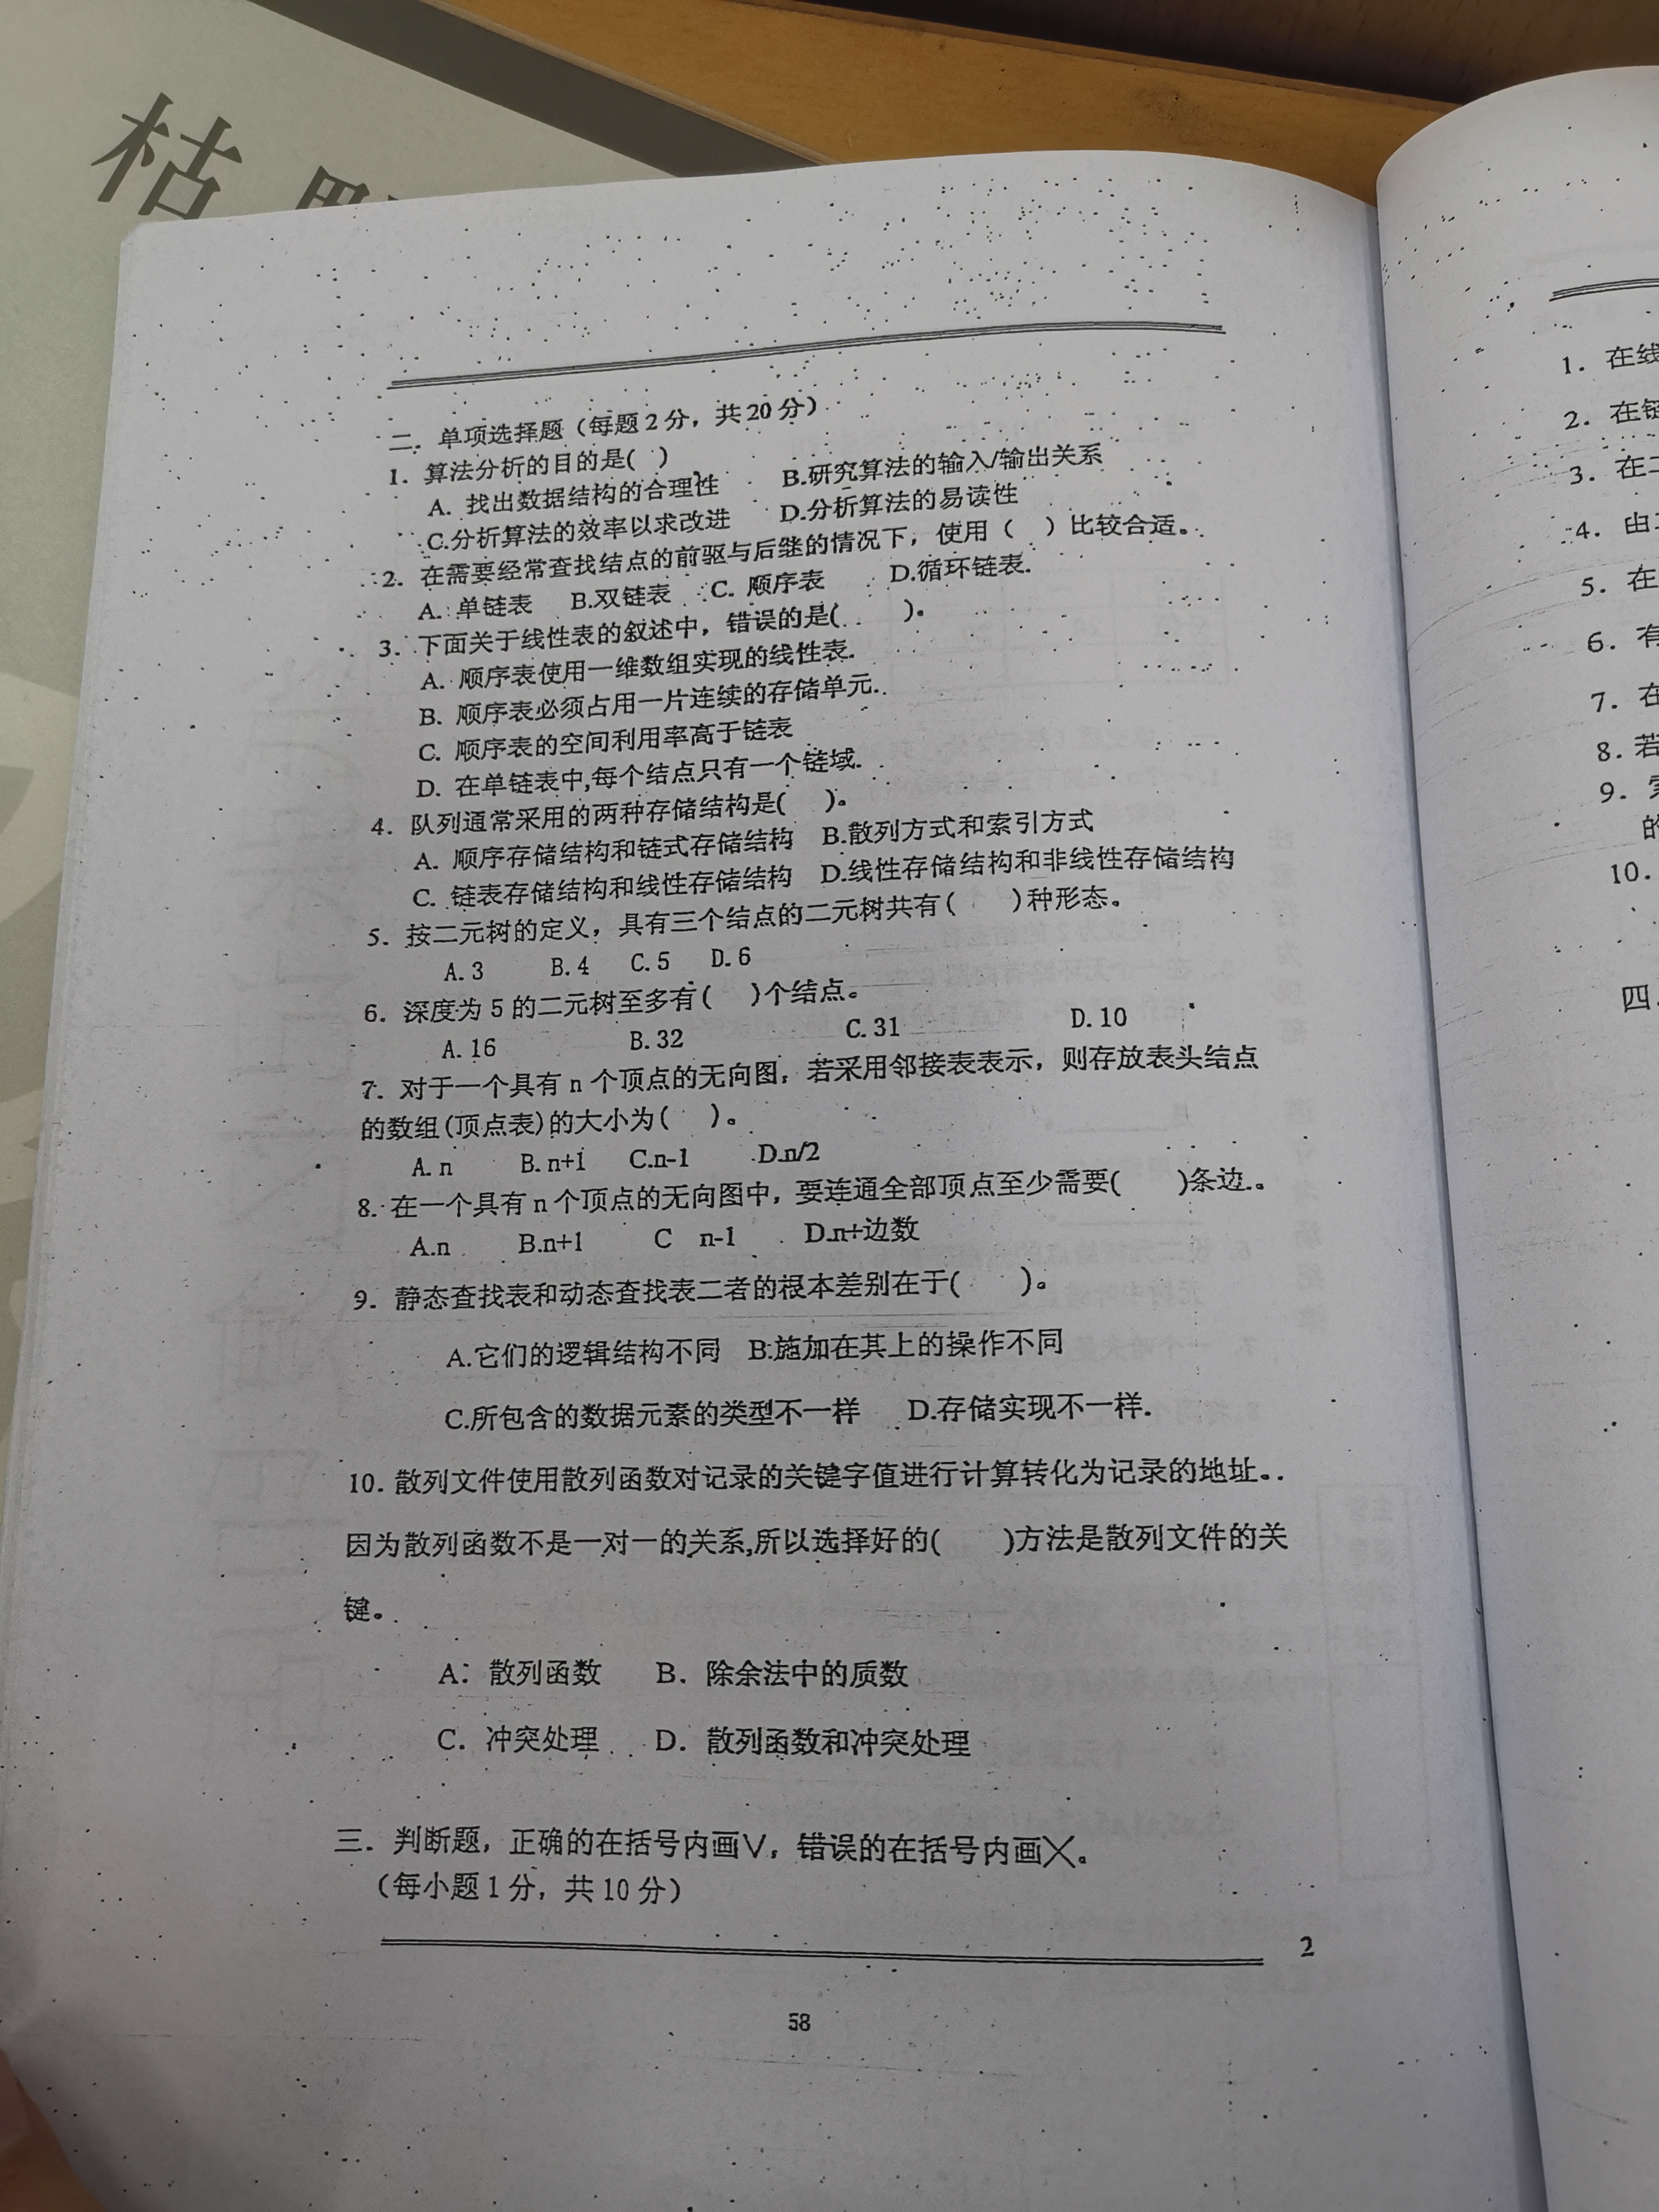 枯
二. 单项选择题（每题2分，共20分）
1. 算法分析的目的是( )
A. 找出数据结构的合理性 B.研究算法的输入/输出关系
C.分析算法的效率以求改进 D.分析算法的易读性
2. 在需要经常查找结点的前驱与后继的情况下，使用（ ）比较合适。
A. 单链表 B.双链表 C. 顺序表 D.循环链表.
3. 下面关于线性表的叙述中，错误的是( )。
A. 顺序表使用一维数组实现的线性表.
B. 顺序表必须占用一片连续的存储单元.
C. 顺序表的空间利用率高于链表
D. 在单链表中,每个结点只有一个链域.
4. 队列通常采用的两种存储结构是( )。
A. 顺序存储结构和链式存储结构 B.散列方式和索引方式
C. 链表存储结构和线性存储结构 D.线性存储结构和非线性存储结构
5. 按二元树的定义，具有三个结点的二元树共有( )种形态。
A. 3 B. 4 C. 5 D. 6
6. 深度为 5 的二元树至多有( )个结点。
A. 16 B. 32 C. 31 D. 10
7. 对于一个具有 n 个顶点的无向图，若采用邻接表表示，则存放表头结点
的数组(顶点表)的大小为( )。
A. n B. n+1 C.n-1 D.n/2
8. 在一个具有 n 个顶点的无向图中，要连通全部顶点至少需要( )条边.。
A.n B.n+1 C n-1 D.n+边数
9. 静态查找表和动态查找表二者的根本差别在于( )。
A.它们的逻辑结构不同 B.施加在其上的操作不同
C.所包含的数据元素的类型不一样 D.存储实现不一样.
10. 散列文件使用散列函数对记录的关键字值进行计算转化为记录的地址。.
因为散列函数不是一对一的关系,所以选择好的( )方法是散列文件的关
键。
A. 散列函数 B. 除余法中的质数
C. 冲突处理 D. 散列函数和冲突处理
三. 判断题，正确的在括号内画√，错误的在括号内画╳。
（每小题 1 分，共 10 分）
2
58
1. 在线
2. 在链
3. 在二
4. 由
5. 在
6. 有
7. 在
8. 若
9.
的
10.
四.